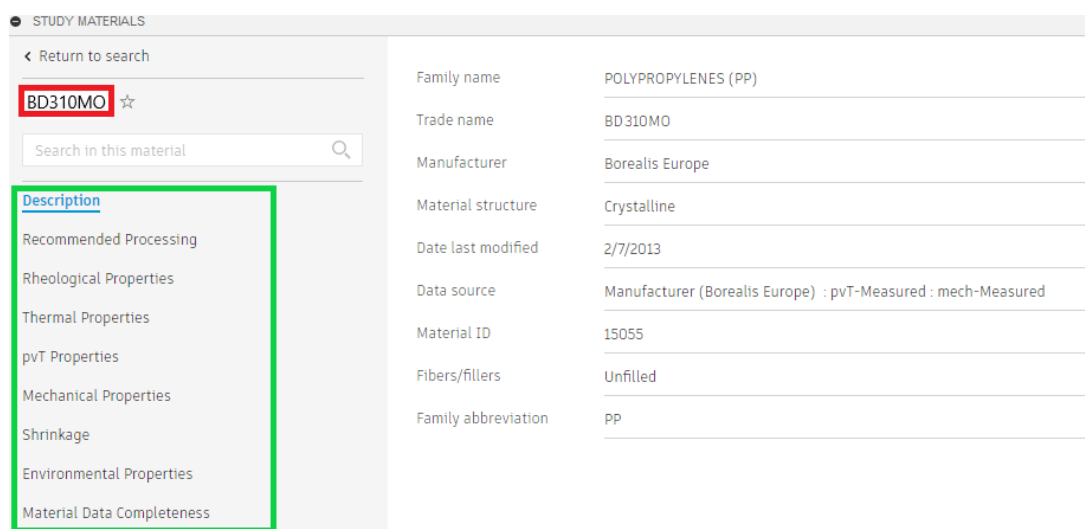 STUDY MATERIALS
Return to search
BD310MO
Search in this material
Description
Recommended Processing
Rheological Properties
Thermal Properties
pvT Properties
Mechanical Properties
Shrinkage
Environmental Properties
Material Data Completeness
Family name POLYPROPYLENES (PP)
Trade name BD310MO
Manufacturer Borealis Europe
Material structure Crystalline
Date last modified 2/7/2013
Data source Manufacturer (Borealis Europe) : pvT-Measured : mech-Measured
Material ID 15055
Fibers/fillers Unfilled
Family abbreviation PP